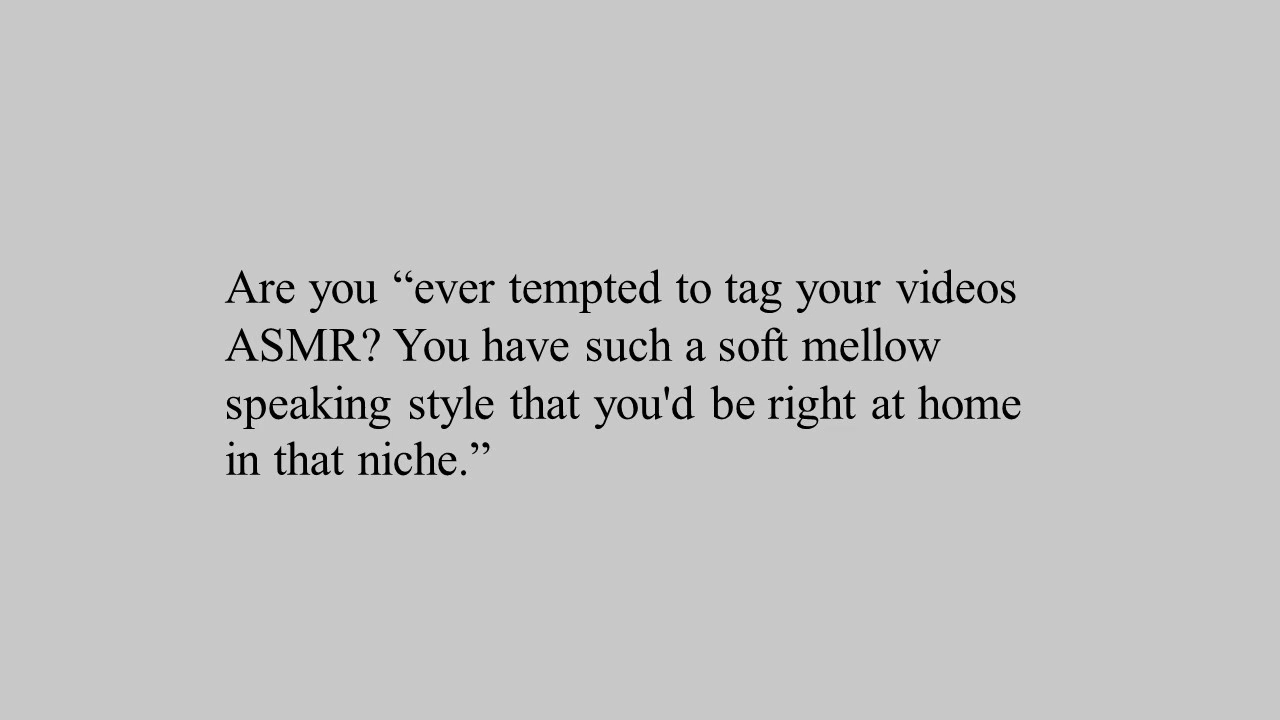 Are you “ever tempted to tag your videos
ASMR? You have such a soft mellow
speaking style that you'd be right at home
in that niche.”